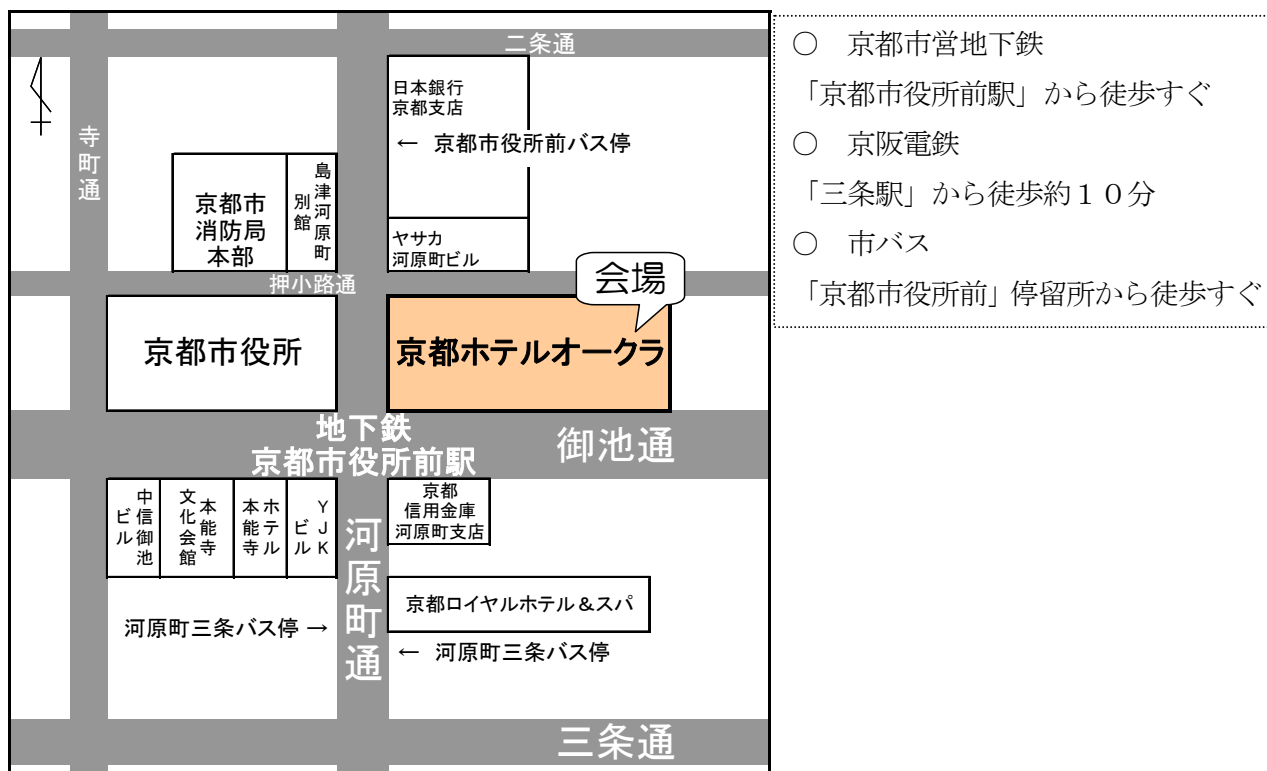 二条通
日本銀行
京都支店
← 京都市役所前バス停
寺町通
京都市
消防局
本部
島津河原町
別館
ヤサカ
河原町ビル
押小路通
会場
京都市役所
京都ホテルオークラ
地下鉄
京都市役所前駅
御池通
中信御池
ビル
本能寺
文化会館
ホテル
本能寺
YJK
ビル
河原町通
京都
信用金庫
河原町支店
京都ロイヤルホテル&スパ
河原町三条バス停 →
← 河原町三条バス停
三条通
○ 京都市営地下鉄
「京都市役所前駅」から徒歩すぐ
○ 京阪電鉄
「三条駅」から徒歩約１０分
○ 市バス
「京都市役所前」停留所から徒歩すぐ